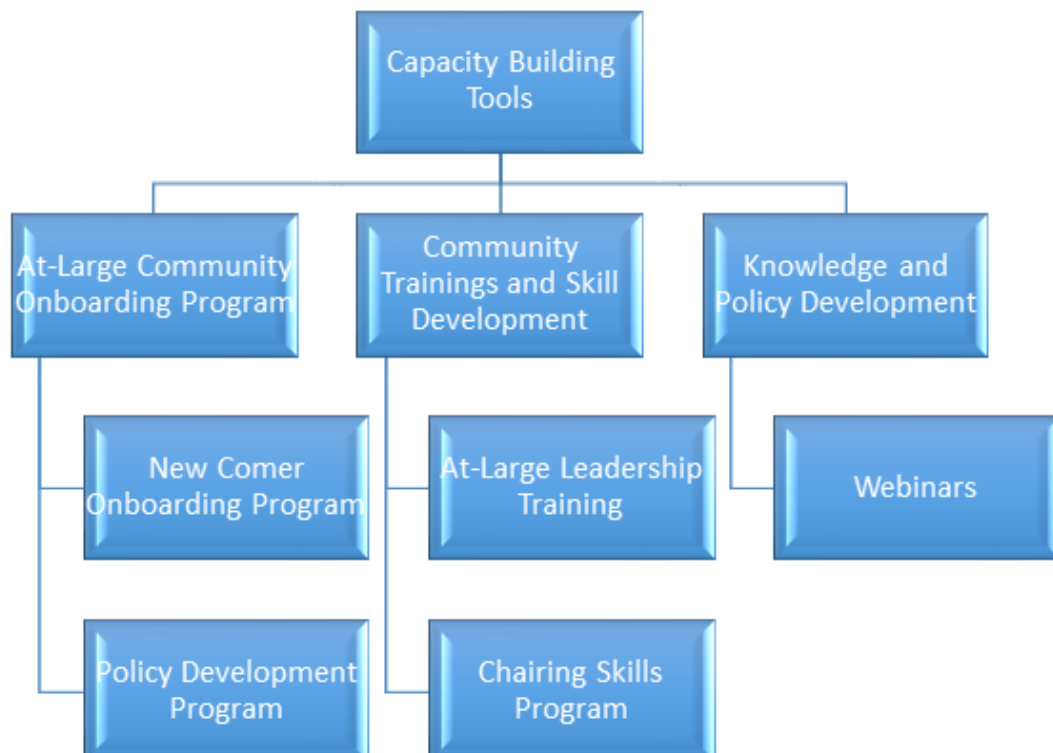 Capacity Building
Tools
At-Large Community
Onboarding Program
Community
Trainings and Skill
Development
Knowledge and
Policy Development
New Comer
Onboarding Program
At-Large Leadership
Training
Webinars
Policy Development
Program
Chairing Skills
Program